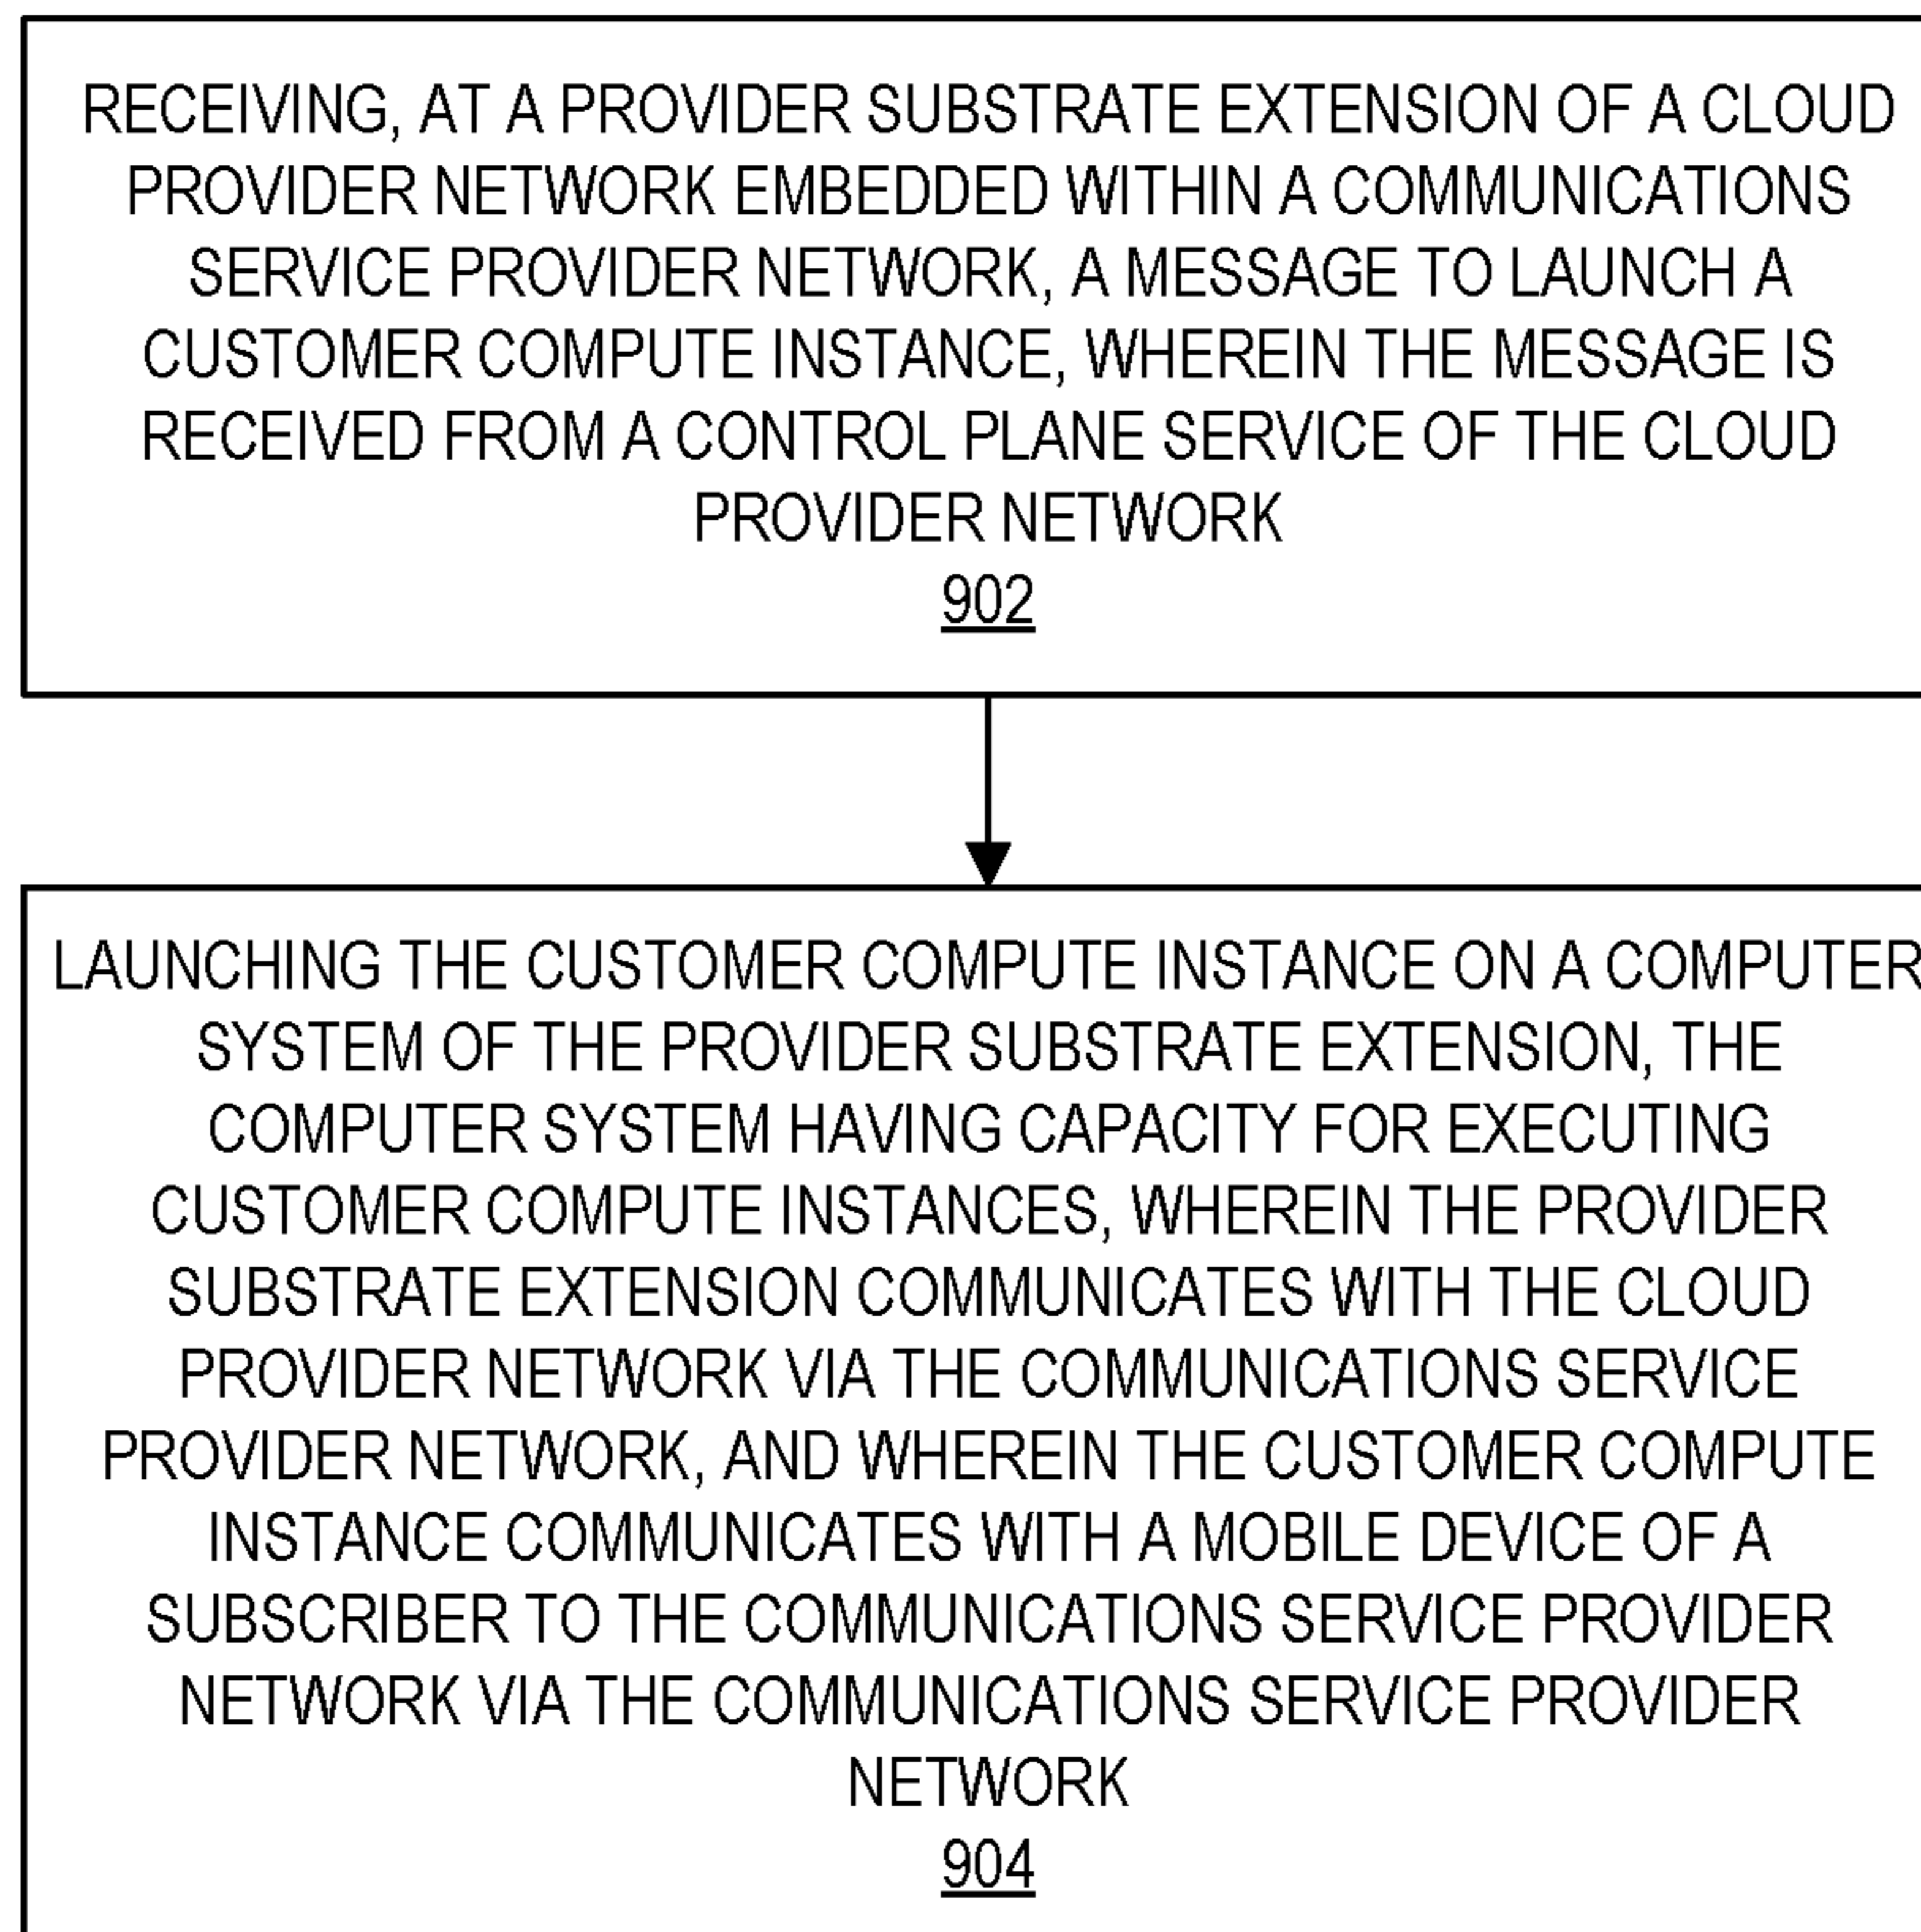 RECEIVING, AT A PROVIDER SUBSTRATE EXTENSION OF A CLOUD
PROVIDER NETWORK EMBEDDED WITHIN A COMMUNICATIONS
SERVICE PROVIDER NETWORK, A MESSAGE TO LAUNCH A
CUSTOMER COMPUTE INSTANCE, WHEREIN THE MESSAGE IS
RECEIVED FROM A CONTROL PLANE SERVICE OF THE CLOUD
PROVIDER NETWORK
902
LAUNCHING THE CUSTOMER COMPUTE INSTANCE ON A COMPUTER
SYSTEM OF THE PROVIDER SUBSTRATE EXTENSION, THE
COMPUTER SYSTEM HAVING CAPACITY FOR EXECUTING
CUSTOMER COMPUTE INSTANCES, WHEREIN THE PROVIDER
SUBSTRATE EXTENSION COMMUNICATES WITH THE CLOUD
PROVIDER NETWORK VIA THE COMMUNICATIONS SERVICE
PROVIDER NETWORK, AND WHEREIN THE CUSTOMER COMPUTE
INSTANCE COMMUNICATES WITH A MOBILE DEVICE OF A
SUBSCRIBER TO THE COMMUNICATIONS SERVICE PROVIDER
NETWORK VIA THE COMMUNICATIONS SERVICE PROVIDER
NETWORK
904